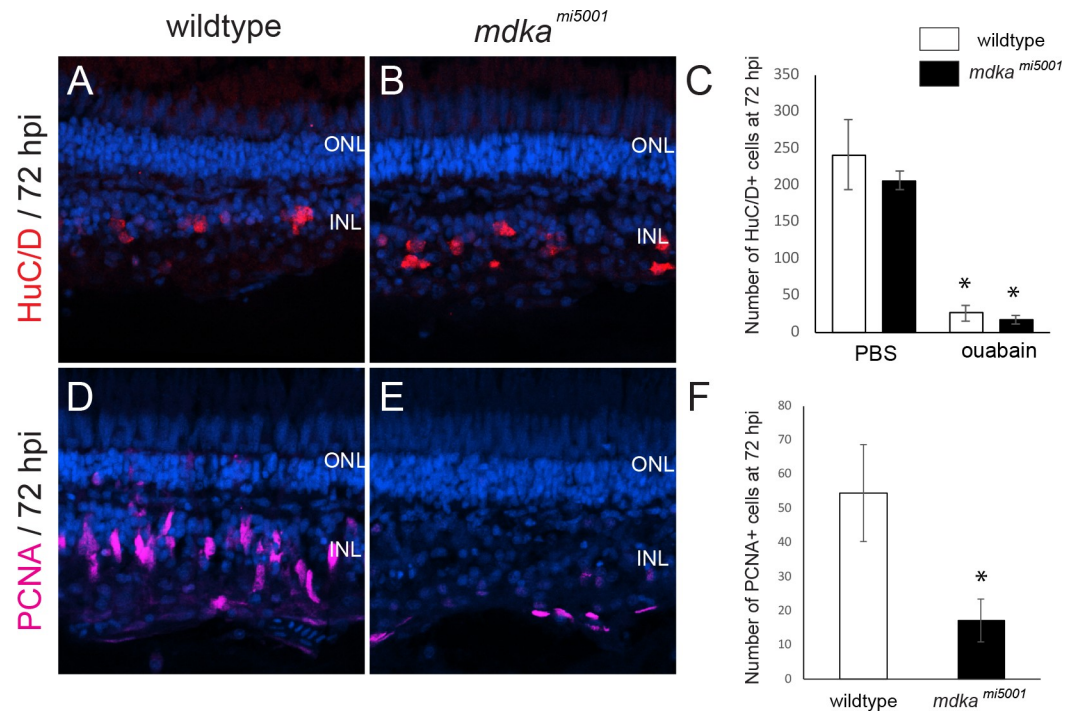 wildtype
mdka mi5001
HuC/D / 72 hpi
A
ONL
INL
B
ONL
INL
C
wildtype
mdka mi5001
Number of HuC/D+ cells at 72 hpi
350
300
250
200
150
100
50
0
*
*
PBS
ouabain
PCNA / 72 hpi
D
ONL
INL
E
ONL
INL
F
Number of PCNA+ cells at 72 hpi
80
70
60
50
40
30
20
10
0
*
wildtype
mdka mi5001